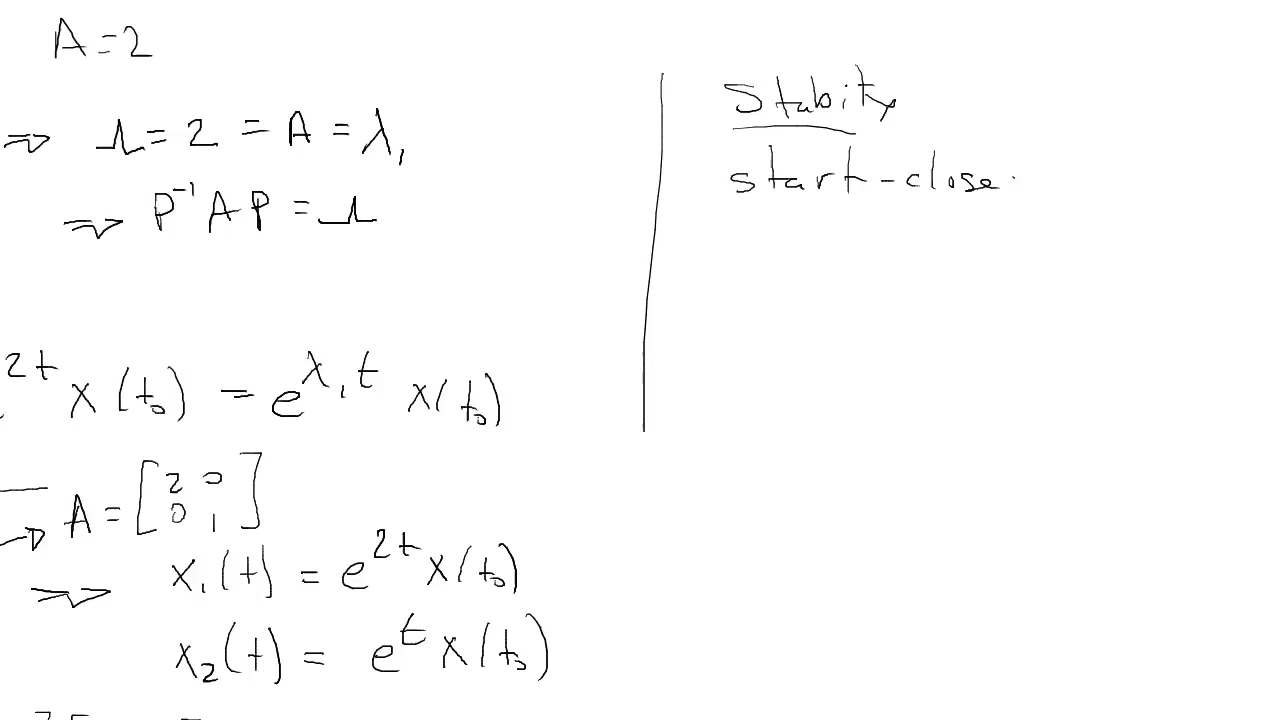 A = 2
⇒ Λ = 2 = A = λ₁
⇒ P⁻¹ A P = Λ
2t x(t₀) = e^{λ₁t} x(t₀)
→ A = [2 0
0 1]
⇒ x₁(t) = e^{2t} x(t₀)
x₂(t) = e^{t} x(t₀)
Stabity
start-close.